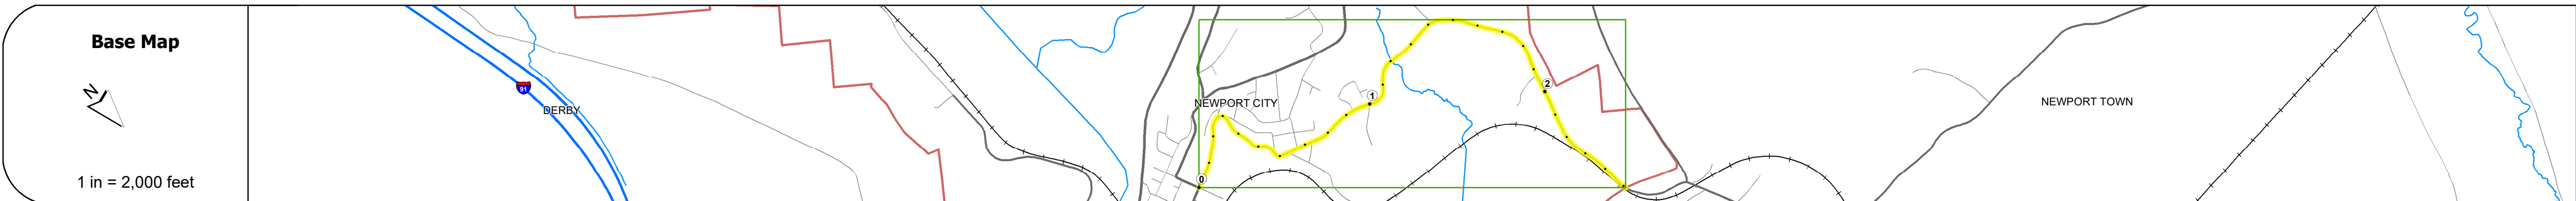 Base Map
N
1 in = 2,000 feet
91
DERBY
NEWPORT CITY
0
1
2
NEWPORT TOWN